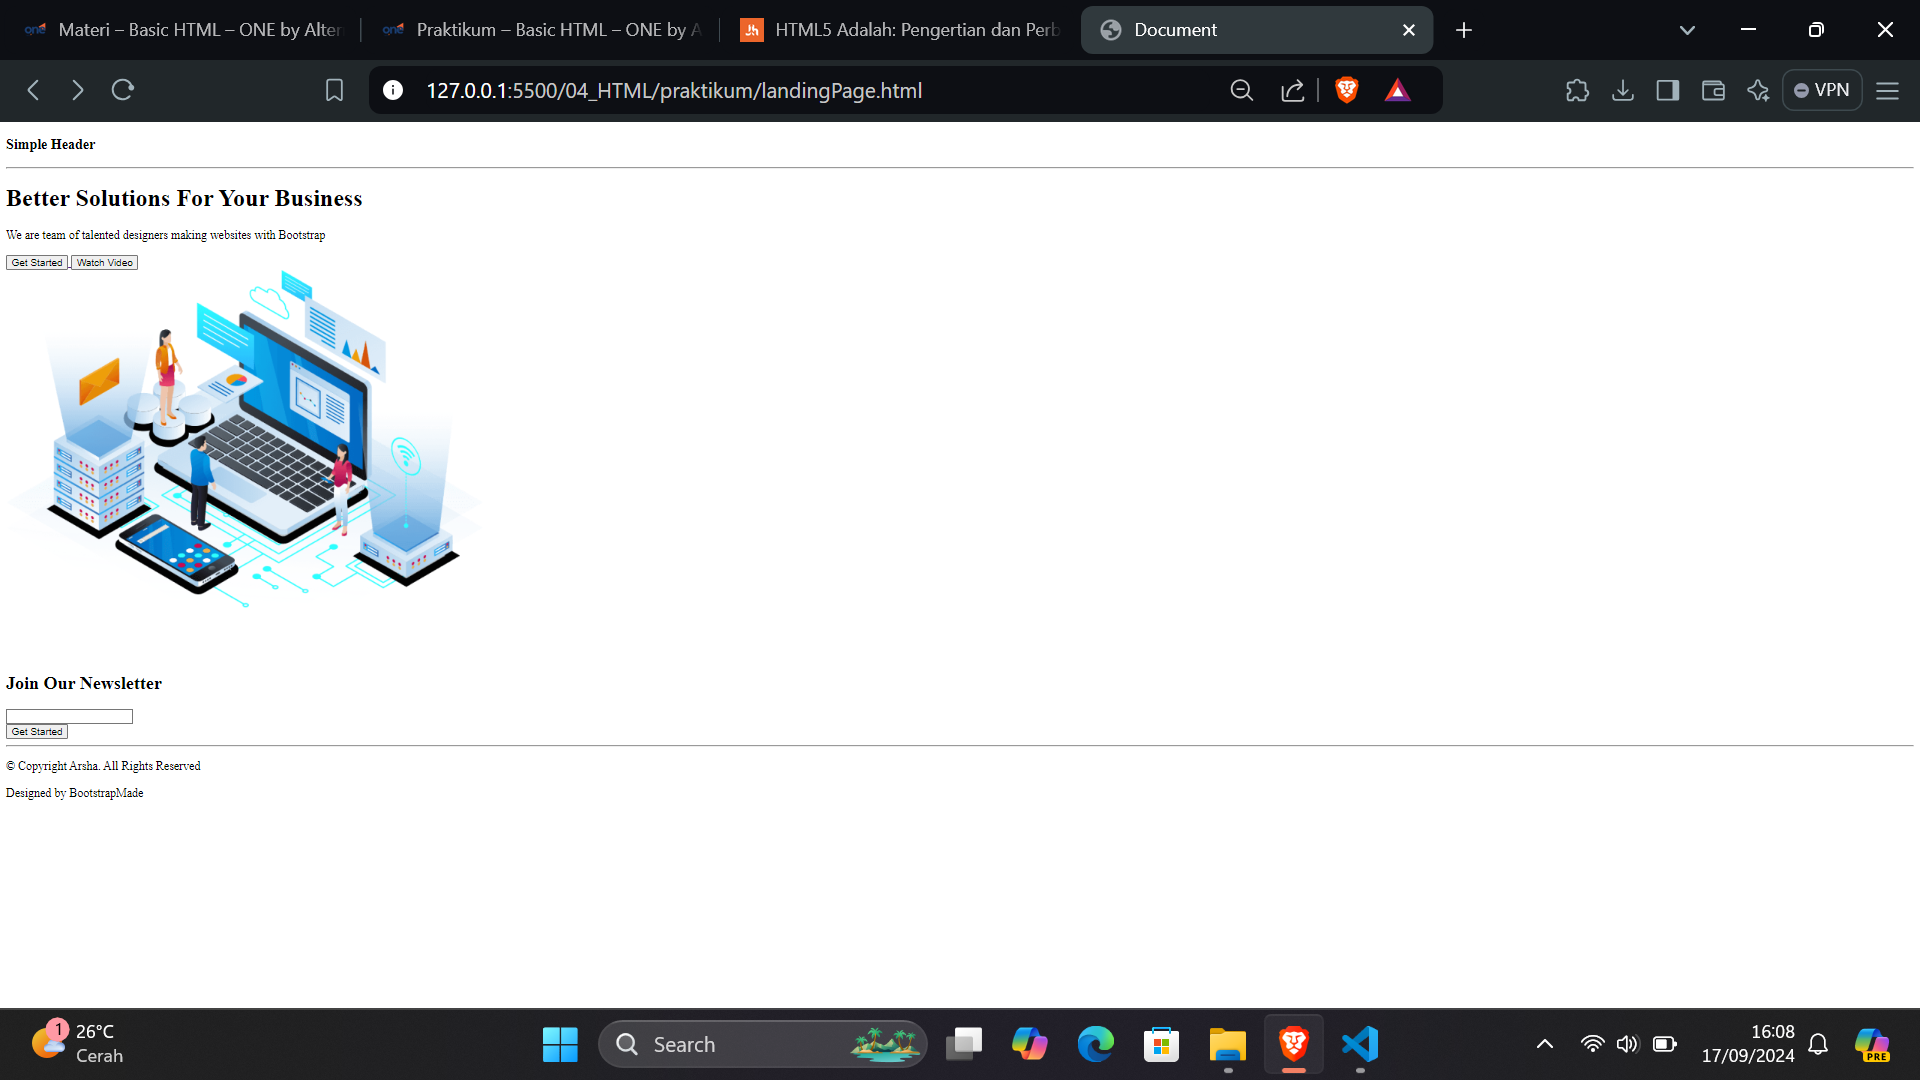 Materi – Basic HTML – ONE by Alter
Praktikum – Basic HTML – ONE by A
HTML5 Adalah: Pengertian dan Perb
Document
127.0.0.1:5500/04_HTML/praktikum/landingPage.html
VPN
Simple Header
Better Solutions For Your Business
We are team of talented designers making websites with Bootstrap
Get Started Watch Video
Join Our Newsletter
Get Started
© Copyright Arsha. All Rights Reserved
Designed by BootstrapMade
1
26°C
Cerah
Search
16:08
17/09/2024
PRE